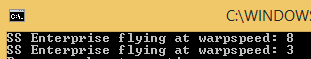 C:\WINDOWS
SS Enterprise flying at warpspeed: 8
SS Enterprise flying at warpspeed: 3